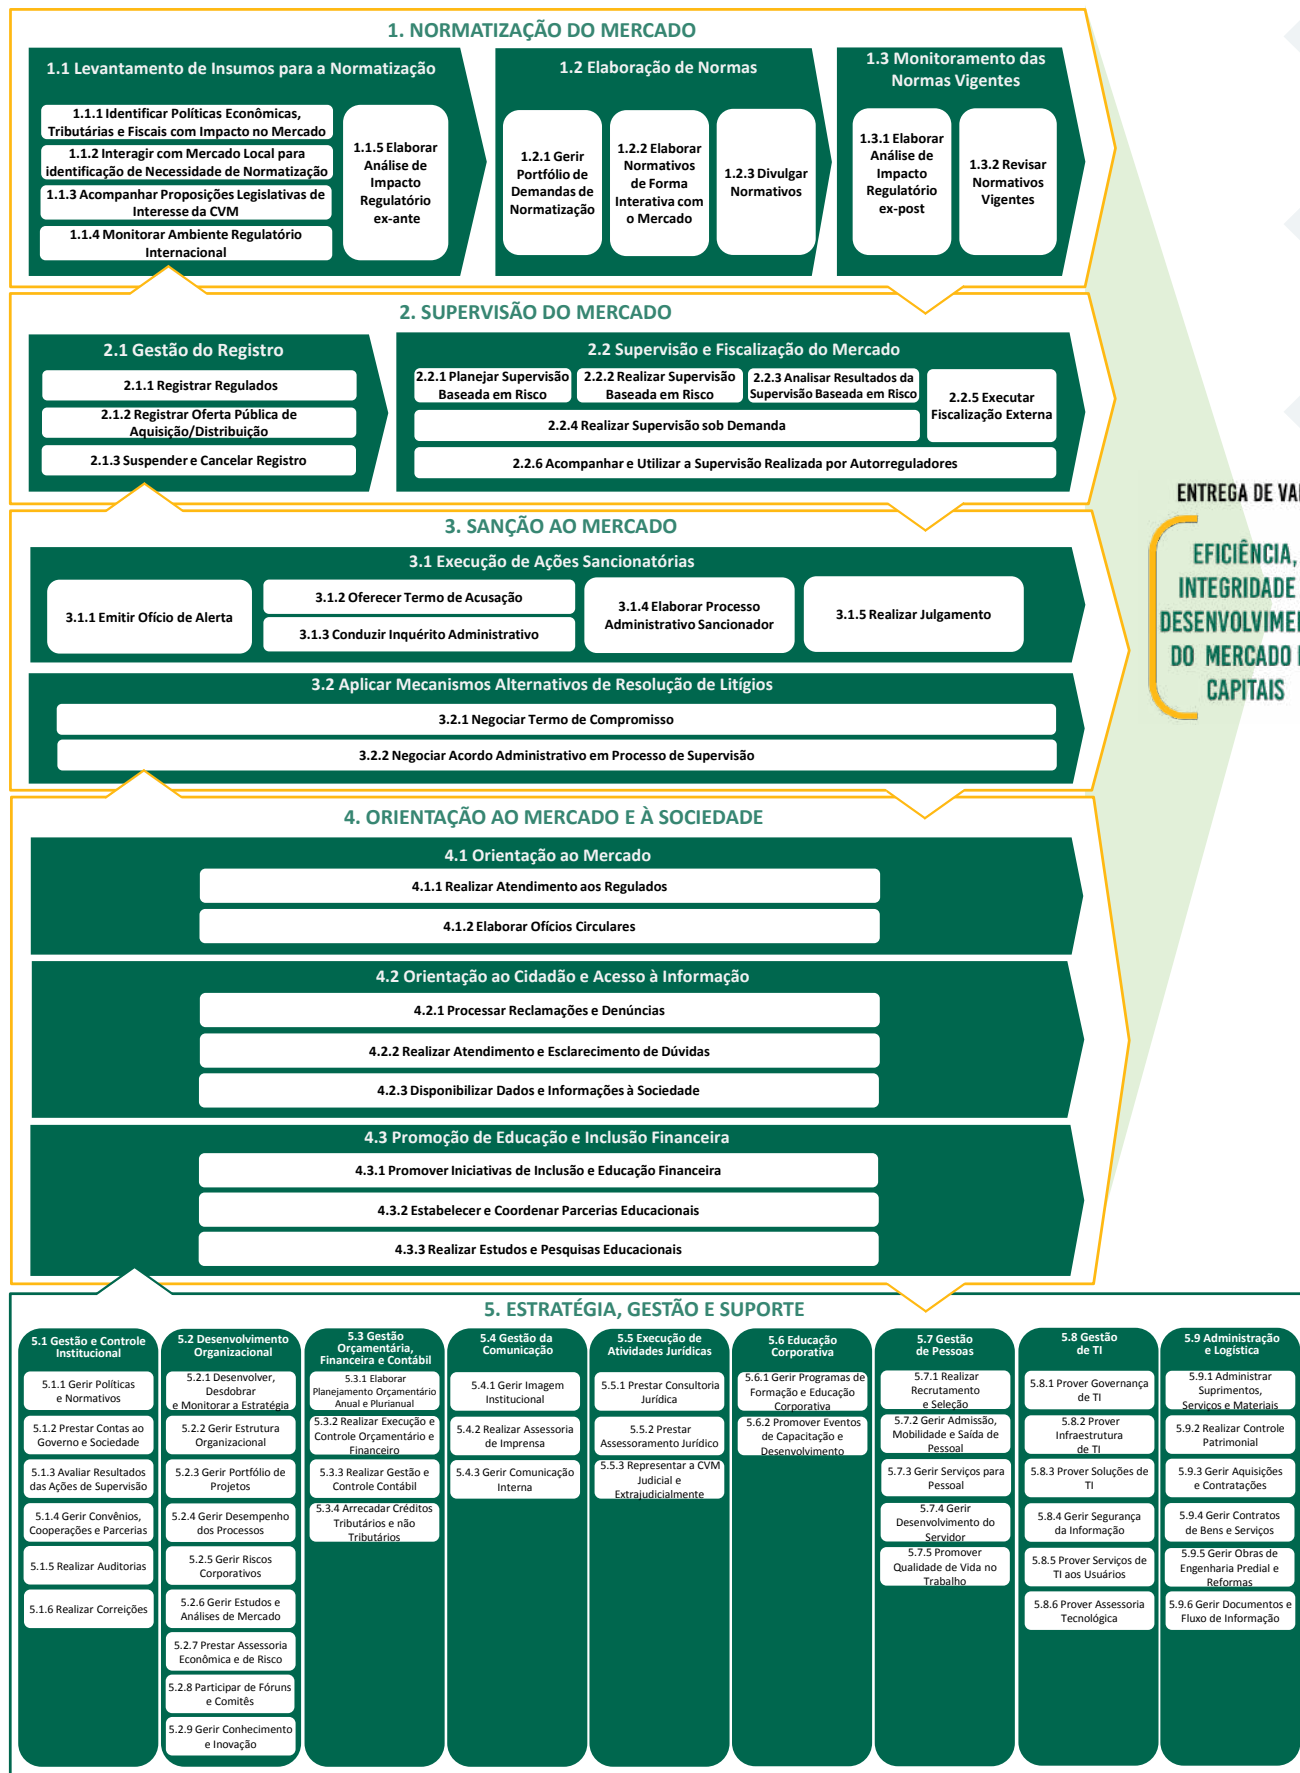 1. NORMATIZAÇÃO DO MERCADO
1.1 Levantamento de Insumos para a Normatização
1.1.1 Identificar Políticas Econômicas,
Tributárias e Fiscais com Impacto no Mercado
1.1.2 Interagir com Mercado Local para
identificação de Necessidade de Normatização
1.1.3 Acompanhar Proposições Legislativas de
Interesse da CVM
1.1.4 Monitorar Ambiente Regulatório
Internacional
1.1.5 Elaborar
Análise de
Impacto
Regulatório
ex-ante
1.2 Elaboração de Normas
1.2.1 Gerir
Portfólio de
Demandas de
Normatização
1.2.2 Elaborar
Normativos
de Forma
Interativa com
o Mercado
1.2.3 Divulgar
Normativos
1.3 Monitoramento das
Normas Vigentes
1.3.1 Elaborar
Análise de
Impacto
Regulatório
ex-post
1.3.2 Revisar
Normativos
Vigentes
2. SUPERVISÃO DO MERCADO
2.1 Gestão do Registro
2.1.1 Registrar Regulados
2.1.2 Registrar Oferta Pública de
Aquisição/Distribuição
2.1.3 Suspender e Cancelar Registro
2.2 Supervisão e Fiscalização do Mercado
2.2.1 Planejar Supervisão
Baseada em Risco
2.2.2 Realizar Supervisão
Baseada em Risco
2.2.3 Analisar Resultados da
Supervisão Baseada em Risco
2.2.4 Realizar Supervisão sob Demanda
2.2.5 Executar
Fiscalização Externa
2.2.6 Acompanhar e Utilizar a Supervisão Realizada por Autorreguladores
ENTREGA DE
EFICIÊNCIA,
INTEGRIDADE
DO MERCADO
CAPITAIS
3. SANÇÃO AO MERCADO
3.1 Execução de Ações Sancionatórias
3.1.1 Emitir Ofício de Alerta
3.1.2 Oferecer Termo de Acusação
3.1.3 Conduzir Inquérito Administrativo
3.1.4 Elaborar Processo
Administrativo Sancionador
3.1.5 Realizar Julgamento
3.2 Aplicar Mecanismos Alternativos de Resolução de Litígios
3.2.1 Negociar Termo de Compromisso
3.2.2 Negociar Acordo Administrativo em Processo de Supervisão
4. ORIENTAÇÃO AO MERCADO E À SOCIEDADE
4.1 Orientação ao Mercado
4.1.1 Realizar Atendimento aos Regulados
4.1.2 Elaborar Ofícios Circulares
4.2 Orientação ao Cidadão e Acesso à Informação
4.2.1 Processar Reclamações e Denúncias
4.2.2 Realizar Atendimento e Esclarecimento de Dúvidas
4.2.3 Disponibilizar Dados e Informações à Sociedade
4.3 Promoção de Educação e Inclusão Financeira
4.3.1 Promover Iniciativas de Inclusão e Educação Financeira
4.3.2 Estabelecer e Coordenar Parcerias Educacionais
4.3.3 Realizar Estudos e Pesquisas Educacionais
5. ESTRATÉGIA, GESTÃO E SUPORTE
5.1 Gestão e Controle
Institucional
5.1.1 Gerir Políticas
e Normativos
5.1.2 Prestar Contas ao
Governo e Sociedade
5.1.3 Avaliar Resultados
das Ações de Supervisão
5.1.4 Gerir Convênios,
Cooperações e Parcerias
5.1.5 Realizar Auditorias
5.1.6 Realizar Correições
5.2 Desenvolvimento
Organizacional
5.2.1 Desenvolver,
Desdobrar
e Monitorar a Estratégia
5.2.2 Gerir Estrutura
Organizacional
5.2.3 Gerir Portfólio de
Projetos
5.2.4 Gerir Desempenho
dos Processos
5.2.5 Gerir Riscos
Corporativos
5.2.6 Gerir Estudos e
Análises de Mercado
5.2.7 Prestar Assessoria
Econômica e de Risco
5.2.8 Participar de Fóruns
e Comitês
5.2.9 Gerir Conhecimento
e Inovação
5.3 Gestão
Orçamentária,
Financeira e Contábil
5.3.1 Elaborar
Planejamento Orçamentário
Anual e Plurianual
5.3.2 Realizar Execução e
Controle Orçamentário e
Financeiro
5.3.3 Realizar Gestão e
Controle Contábil
5.3.4 Arrecadar Créditos
Tributários e não
Tributários
5.4 Gestão da
Comunicação
5.4.1 Gerir Imagem
Institucional
5.4.2 Realizar Assessoria
de Imprensa
5.4.3 Gerir Comunicação
Interna
5.5 Execução de
Atividades Jurídicas
5.5.1 Prestar Consultoria
Jurídica
5.5.2 Prestar
Assessoramento Jurídico
5.5.3 Representar a CVM
Judicial e
Extrajudicialmente
5.6 Educação
Corporativa
5.6.1 Gerir Programas de
Formação e Educação
Corporativa
5.6.2 Promover Eventos
de Capacitação e
Desenvolvimento
5.7 Gestão
de Pessoas
5.7.1 Realizar
Recrutamento
e Seleção
5.7.2 Gerir Admissão,
Mobilidade e Saída de
Pessoal
5.7.3 Gerir Serviços para
Pessoal
5.7.4 Gerir
Desenvolvimento do
Servidor
5.7.5 Promover
Qualidade de Vida no
Trabalho
5.8 Gestão
de TI
5.8.1 Prover Governança
de TI
5.8.2 Prover
Infraestrutura
de TI
5.8.3 Prover Soluções de
TI
5.8.4 Gerir Segurança
da Informação
5.8.5 Prover Serviços de
TI aos Usuários
5.8.6 Prover Assessoria
Tecnológica
5.9 Administração
e Logística
5.9.1 Administrar
Suprimentos,
Serviços e Materiais
5.9.2 Realizar Controle
Patrimonial
5.9.3 Gerir Aquisições
e Contratações
5.9.4 Gerir Contratos
de Bens e Serviços
5.9.5 Gerir Obras de
Engenharia Predial e
Reformas
5.9.6 Gerir Documentos e
Fluxo de Informação